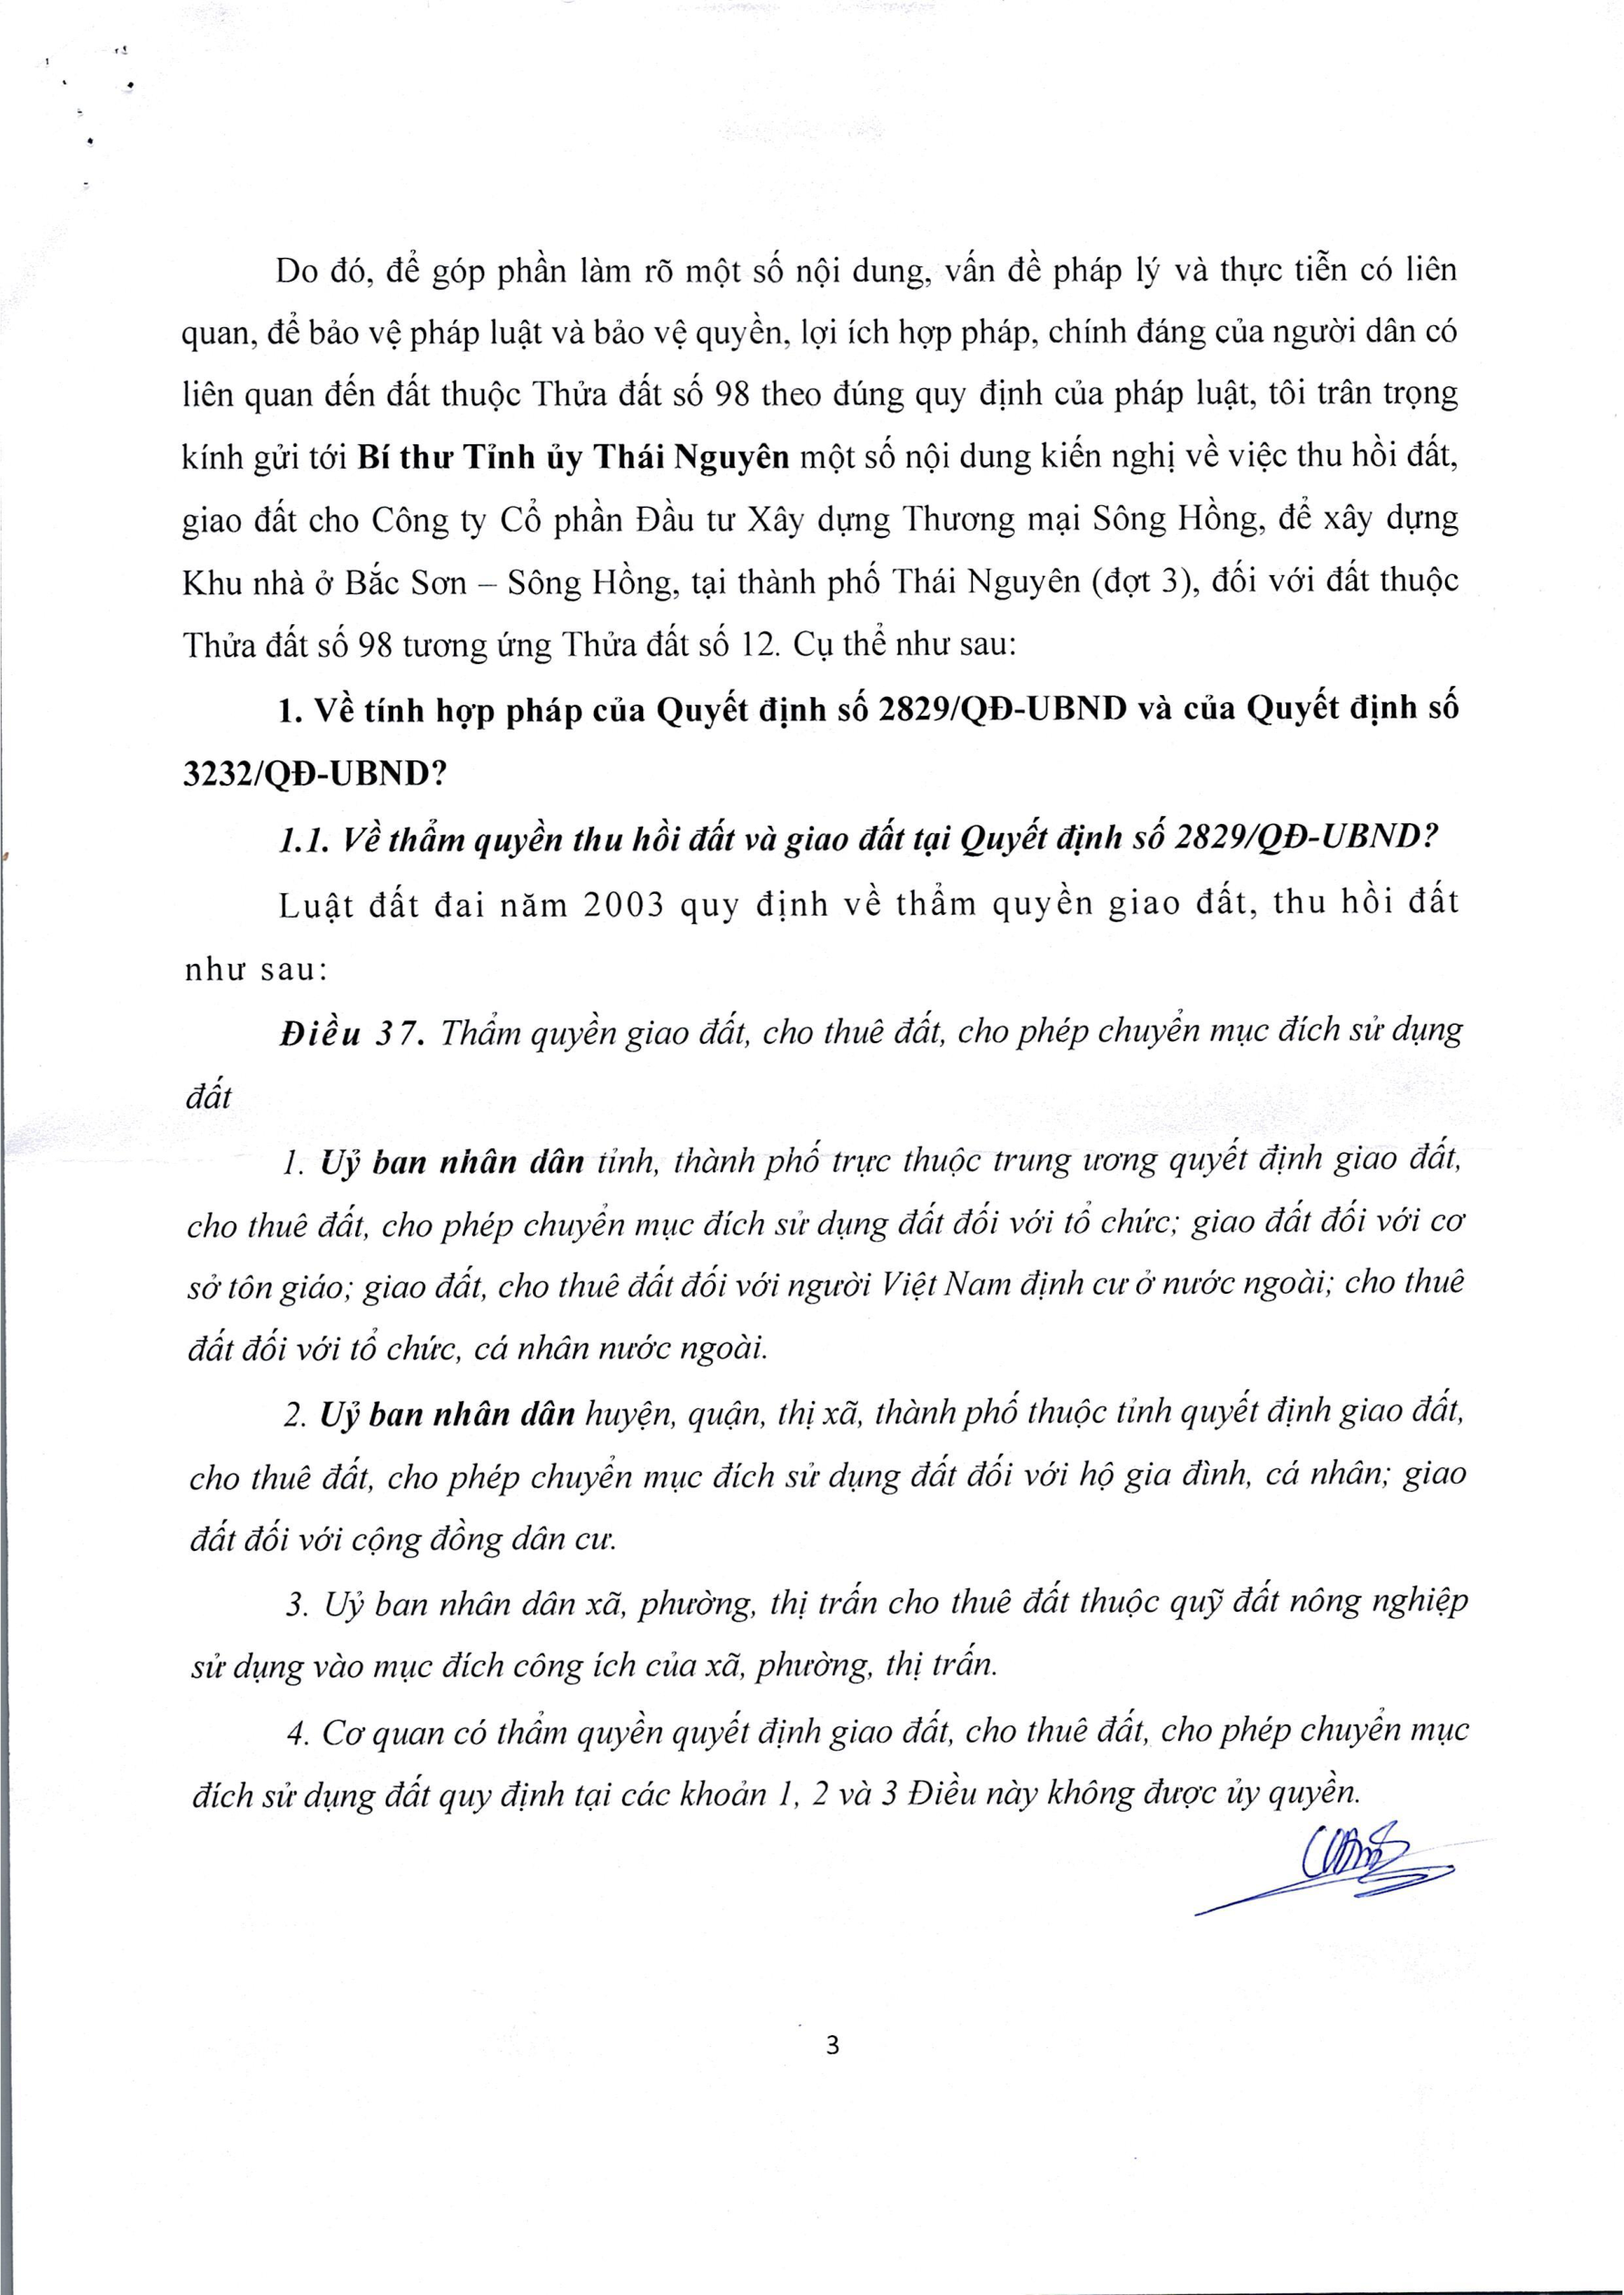 Do đó, để góp phần làm rõ một số nội dung, vấn đề pháp lý và thực tiễn có liên
quan, để bảo vệ pháp luật và bảo vệ quyền, lợi ích hợp pháp, chính đáng của người dân có
liên quan đến đất thuộc Thửa đất số 98 theo đúng quy định của pháp luật, tôi trân trọng
kính gửi tới Bí thư Tỉnh ủy Thái Nguyên một số nội dung kiến nghị về việc thu hồi đất,
giao đất cho Công ty Cổ phần Đầu tư Xây dựng Thương mại Sông Hồng, để xây dựng
Khu nhà ở Bắc Sơn – Sông Hồng, tại thành phố Thái Nguyên (đợt 3), đối với đất thuộc
Thửa đất số 98 tương ứng Thửa đất số 12. Cụ thể như sau:
1. Về tính hợp pháp của Quyết định số 2829/QĐ-UBND và của Quyết định số
3232/QĐ-UBND?
1.1. Về thẩm quyền thu hồi đất và giao đất tại Quyết định số 2829/QĐ-UBND?
Luật đất đai năm 2003 quy định về thẩm quyền giao đất, thu hồi đất
như sau:
Điều 37. Thẩm quyền giao đất, cho thuê đất, cho phép chuyển mục đích sử dụng
đất
1. Uỷ ban nhân dân tỉnh, thành phố trực thuộc trung ương quyết định giao đất,
cho thuê đất, cho phép chuyển mục đích sử dụng đất đối với tổ chức; giao đất đối với cơ
sở tôn giáo; giao đất, cho thuê đất đối với người Việt Nam định cư ở nước ngoài; cho thuê
đất đối với tổ chức, cá nhân nước ngoài.
2. Uỷ ban nhân dân huyện, quận, thị xã, thành phố thuộc tỉnh quyết định giao đất,
cho thuê đất, cho phép chuyển mục đích sử dụng đất đối với hộ gia đình, cá nhân; giao
đất đối với cộng đồng dân cư.
3. Uỷ ban nhân dân xã, phường, thị trấn cho thuê đất thuộc quỹ đất nông nghiệp
sử dụng vào mục đích công ích của xã, phường, thị trấn.
4. Cơ quan có thẩm quyền quyết định giao đất, cho thuê đất, cho phép chuyển mục
đích sử dụng đất quy định tại các khoản 1, 2 và 3 Điều này không được ủy quyền.
3